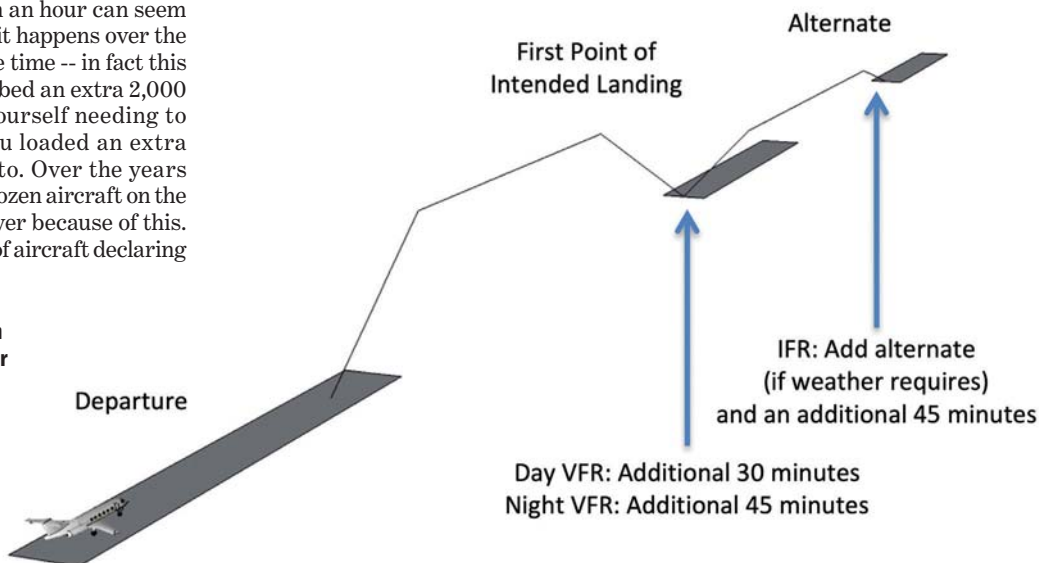 n an hour can seem
it happens over the
e time -- in fact this
bed an extra 2,000
ourself needing to
u loaded an extra
to. Over the years
ozen aircraft on the
ver because of this.
of aircraft declaring
r
Alternate
First Point of
Intended Landing
Departure
IFR: Add alternate
(if weather requires)
and an additional 45 minutes
Day VFR: Additional 30 minutes
Night VFR: Additional 45 minutes